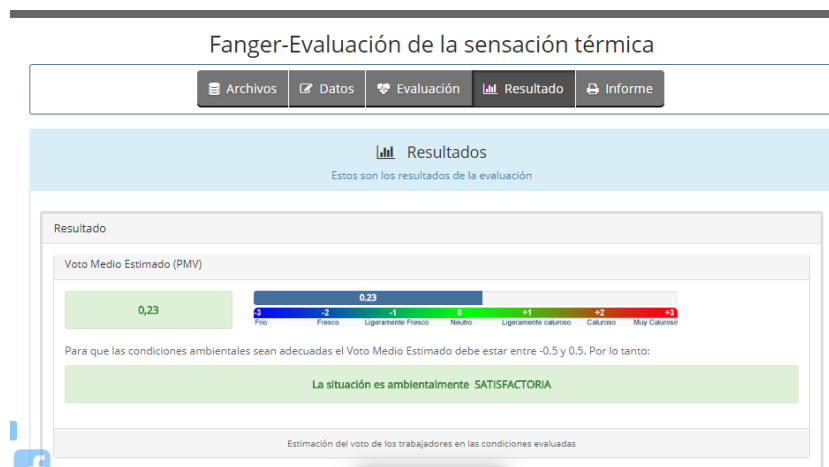 Fanger-Evaluación de la sensación térmica
Archivos Datos Evaluación Resultado Informe
Resultados
Estos son los resultados de la evaluación
Resultado
Voto Medio Estimado (PMV)
0,23
0.23
-3 -2 -1 0 +1 +2 +3
Frio Fresco Ligeramente Fresco Neutro Ligeramente caluroso Caluroso Muy Caluroso
Para que las condiciones ambientales sean adecuadas el Voto Medio Estimado debe estar entre -0.5 y 0.5. Por lo tanto:
La situación es ambientalmente SATISFACTORIA
Estimación del voto de los trabajadores en las condiciones evaluadas